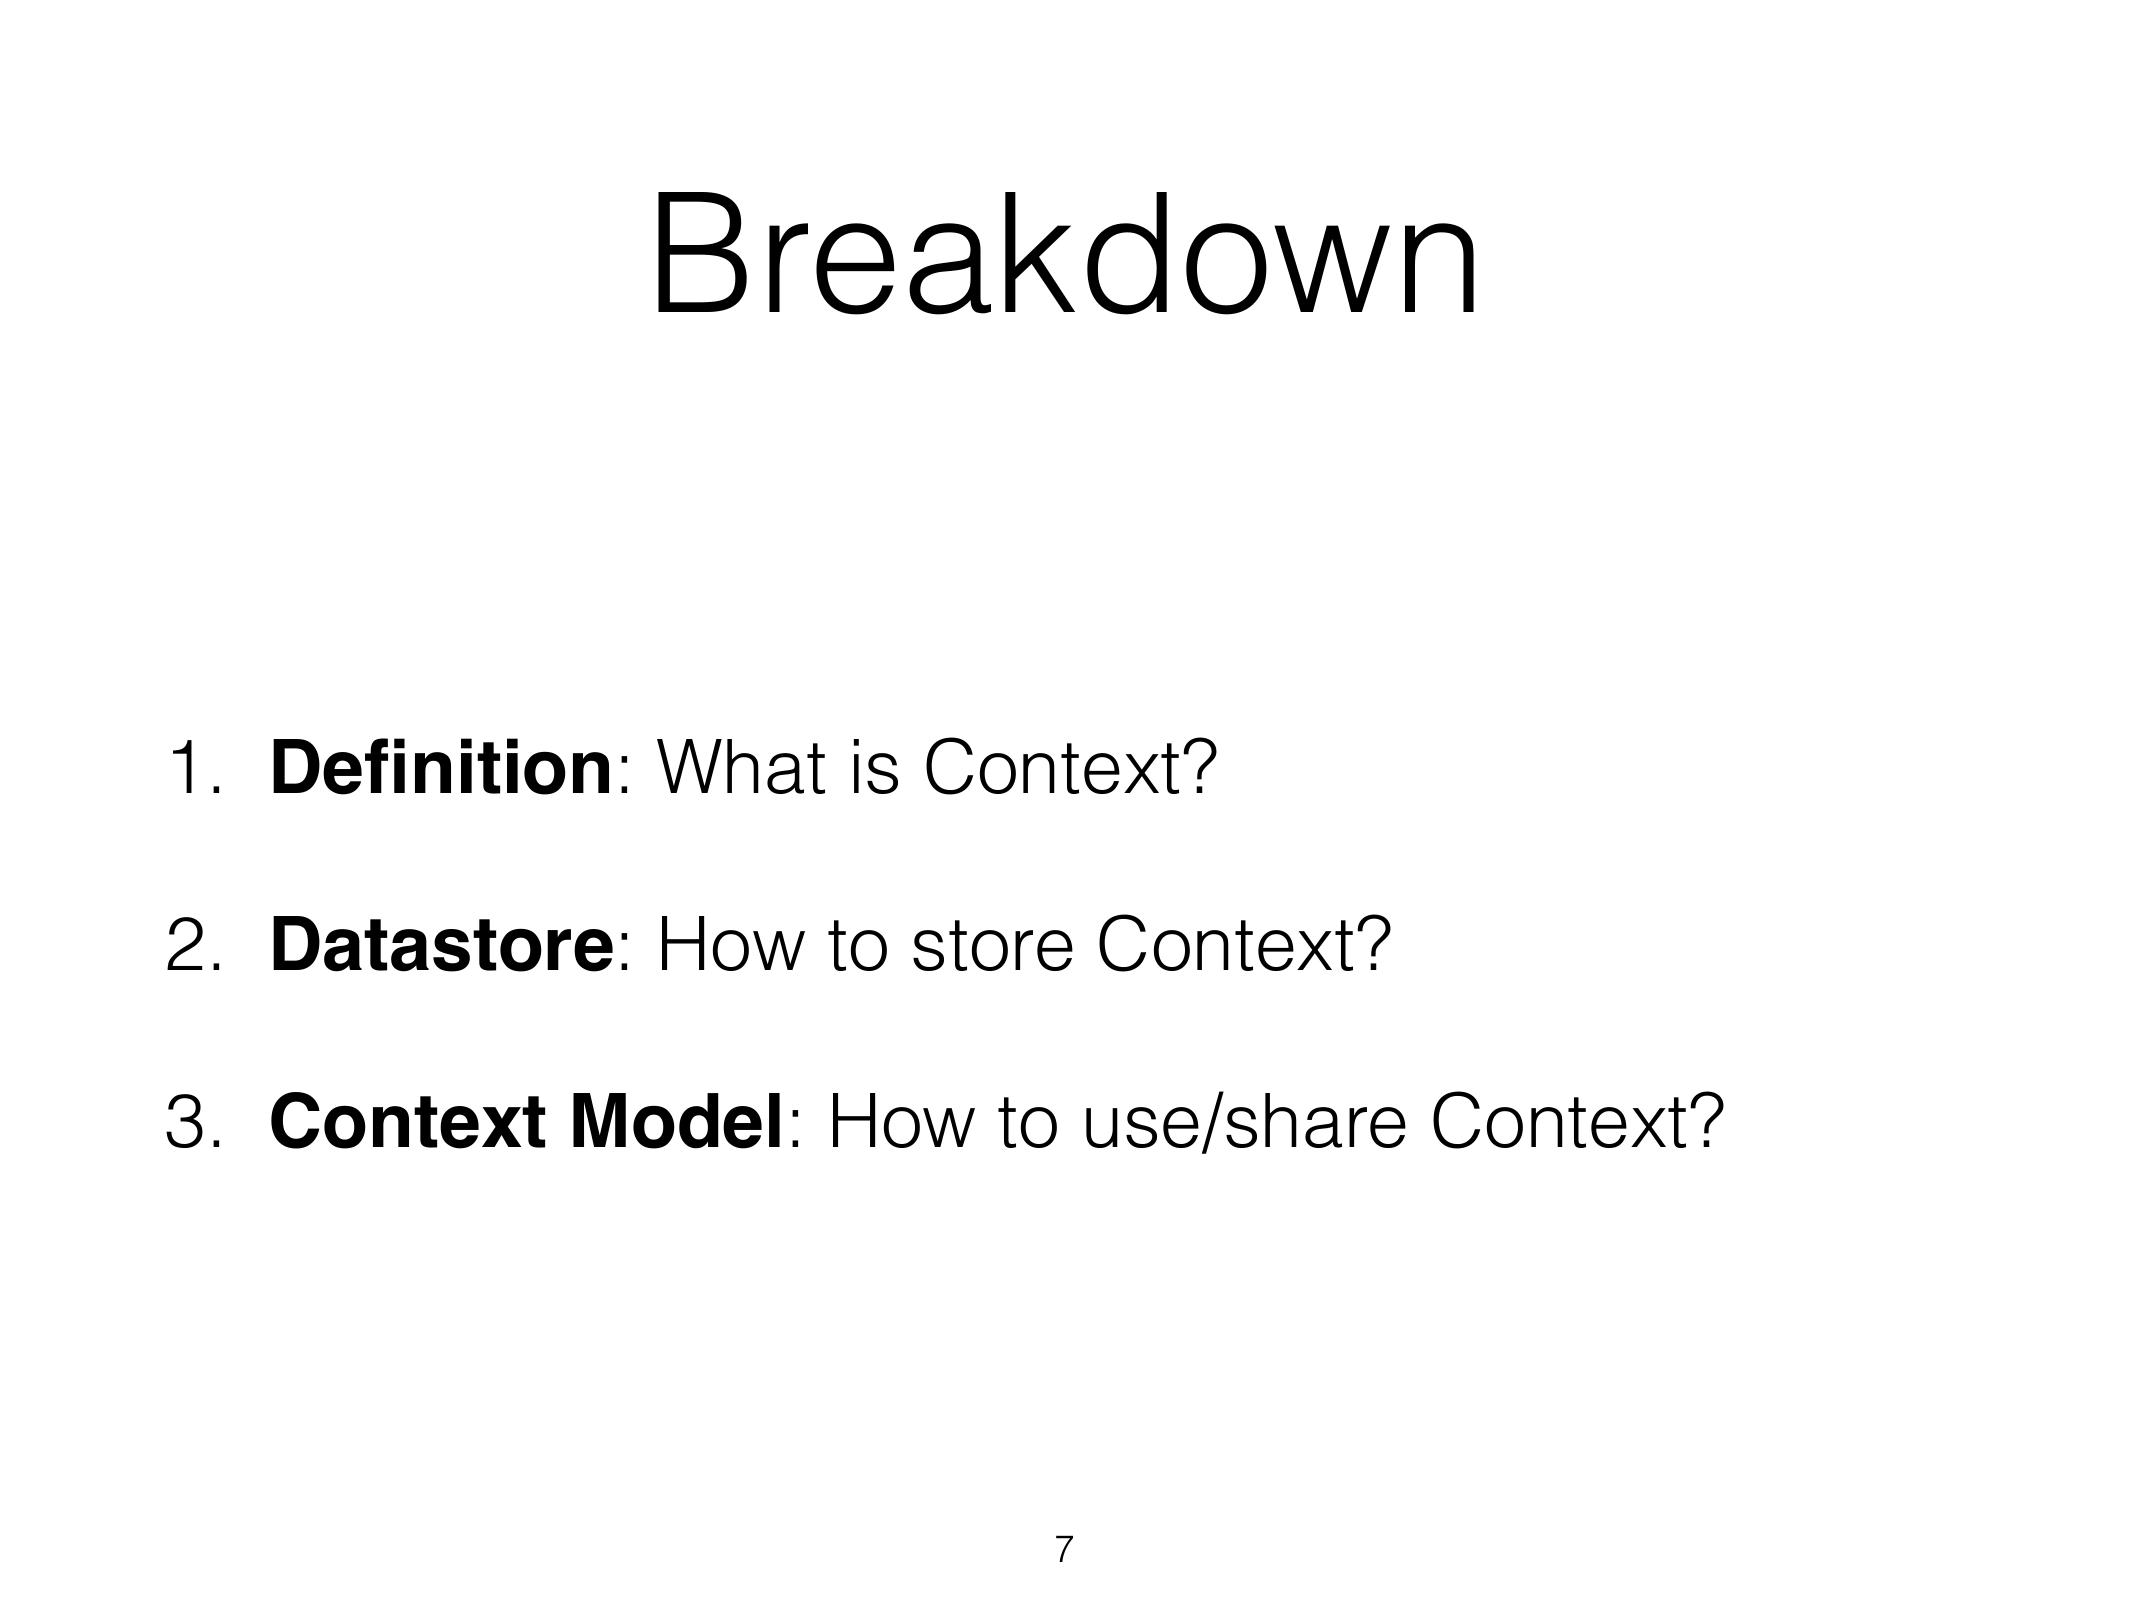 Breakdown
1. Definition: What is Context?
2. Datastore: How to store Context?
3. Context Model: How to use/share Context?
7